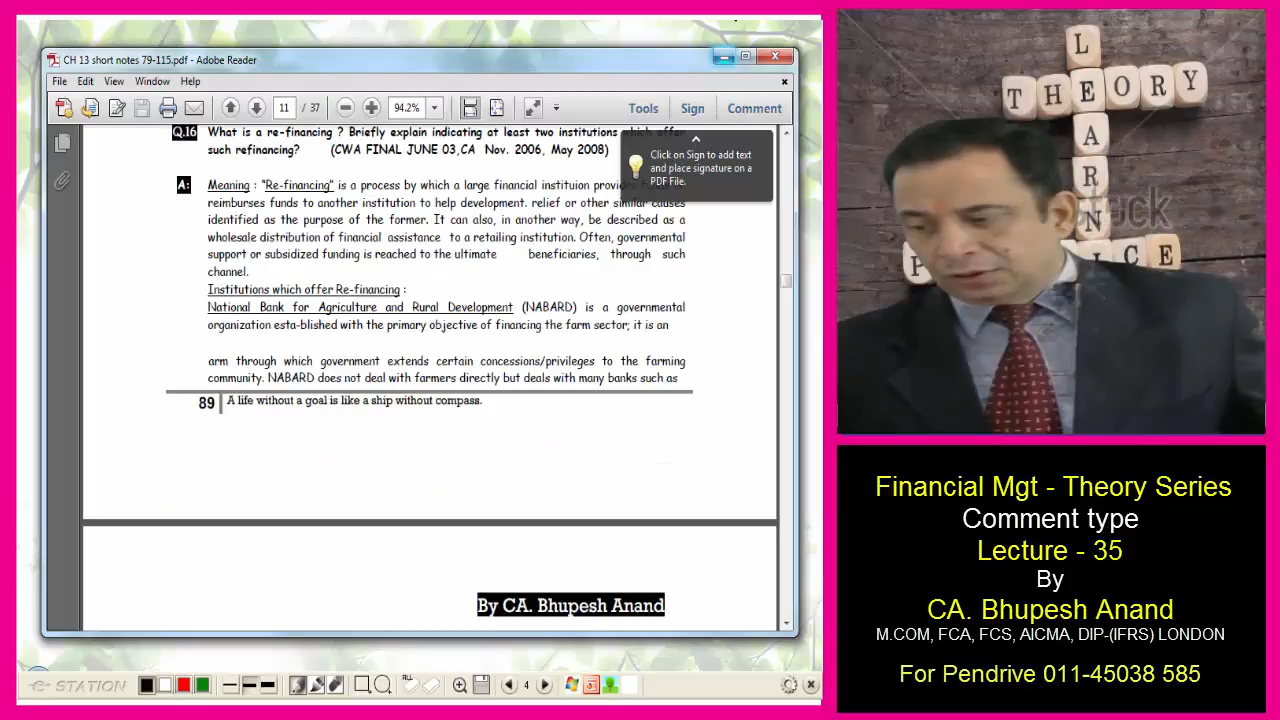 CH 13 short notes 79-115.pdf - Adobe Reader
File Edit View Window Help
11 / 37 94.2% Tools Sign Comment
Click on Sign to add text
and place signature on a
PDF File.
Q.16 What is a re-financing ? Briefly explain indicating at least two institutions which offer
such refinancing? (CWA FINAL JUNE 03,CA Nov. 2006, May 2008)
A: Meaning : "Re-financing" is a process by which a large financial instituion provides
reimburses funds to another institution to help development. relief or other similar causes
identified as the purpose of the former. It can also, in another way, be described as a
wholesale distribution of financial assistance to a retailing institution. Often, governmental
support or subsidized funding is reached to the ultimate beneficiaries, through such
channel.
Institutions which offer Re-financing :
National Bank for Agriculture and Rural Development (NABARD) is a governmental
organization esta-blished with the primary objective of financing the farm sector; it is an
arm through which government extends certain concessions/privileges to the farming
community. NABARD does not deal with farmers directly but deals with many banks such as
89 A life without a goal is like a ship without compass.
By CA. Bhupesh Anand
e-STATION
ALL
4
THEORY
LEARN
P ICE
ock
Financial Mgt - Theory Series
Comment type
Lecture - 35
By
CA. Bhupesh Anand
M.COM, FCA, FCS, AICMA, DIP-(IFRS) LONDON
For Pendrive 011-45038 585